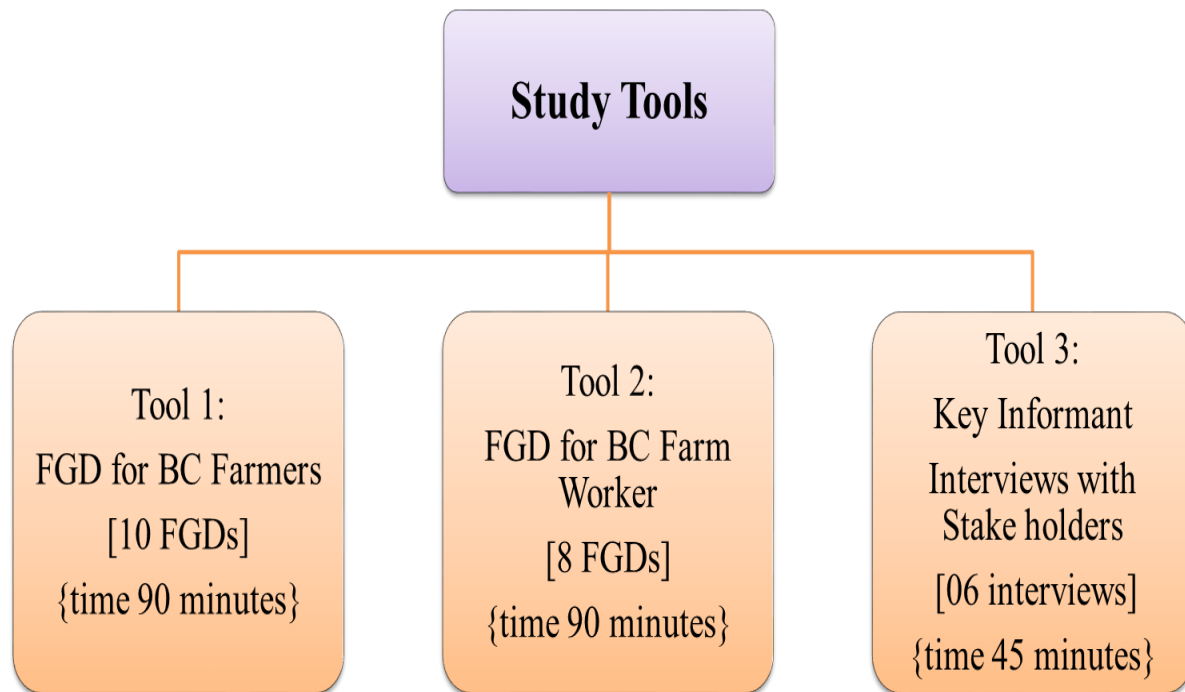 Study Tools
Tool 1:
FGD for BC Farmers
[10 FGDs]
{time 90 minutes}
Tool 2:
FGD for BC Farm
Worker
[8 FGDs]
{time 90 minutes}
Tool 3:
Key Informant
Interviews with
Stake holders
[06 interviews]
{time 45 minutes}